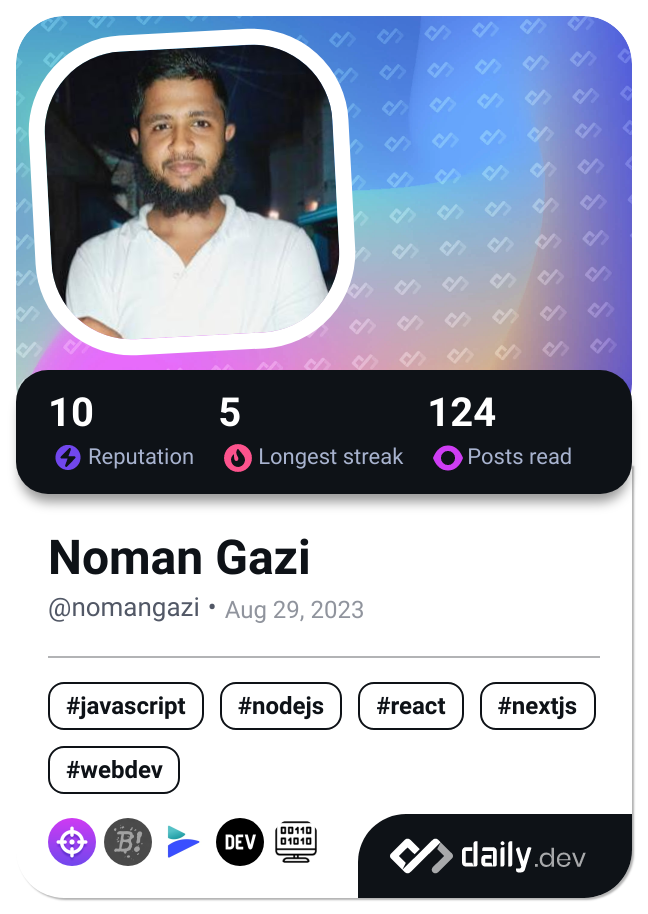 10 5 124
Reputation Longest streak Posts read
Noman Gazi
@nomangazi • Aug 29, 2023
#javascript #nodejs #react #nextjs
#webdev
B! DEV 00110
01010
daily.dev